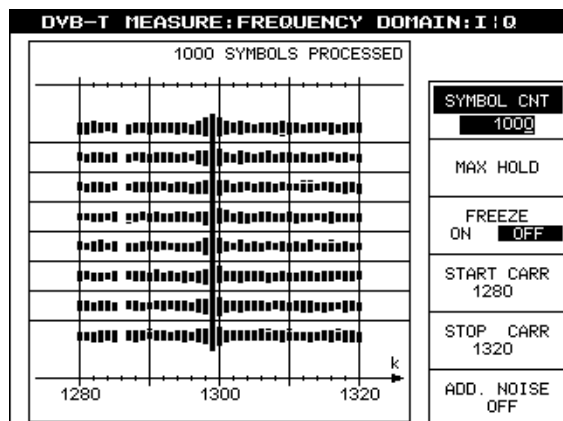 DVB-T MEASURE:FREQUENCY DOMAIN:I¦Q
1000 SYMBOLS PROCESSED
k
1280 1300 1320
SYMBOL CNT
1000
MAX HOLD
FREEZE
ON OFF
START CARR
1280
STOP CARR
1320
ADD. NOISE
OFF